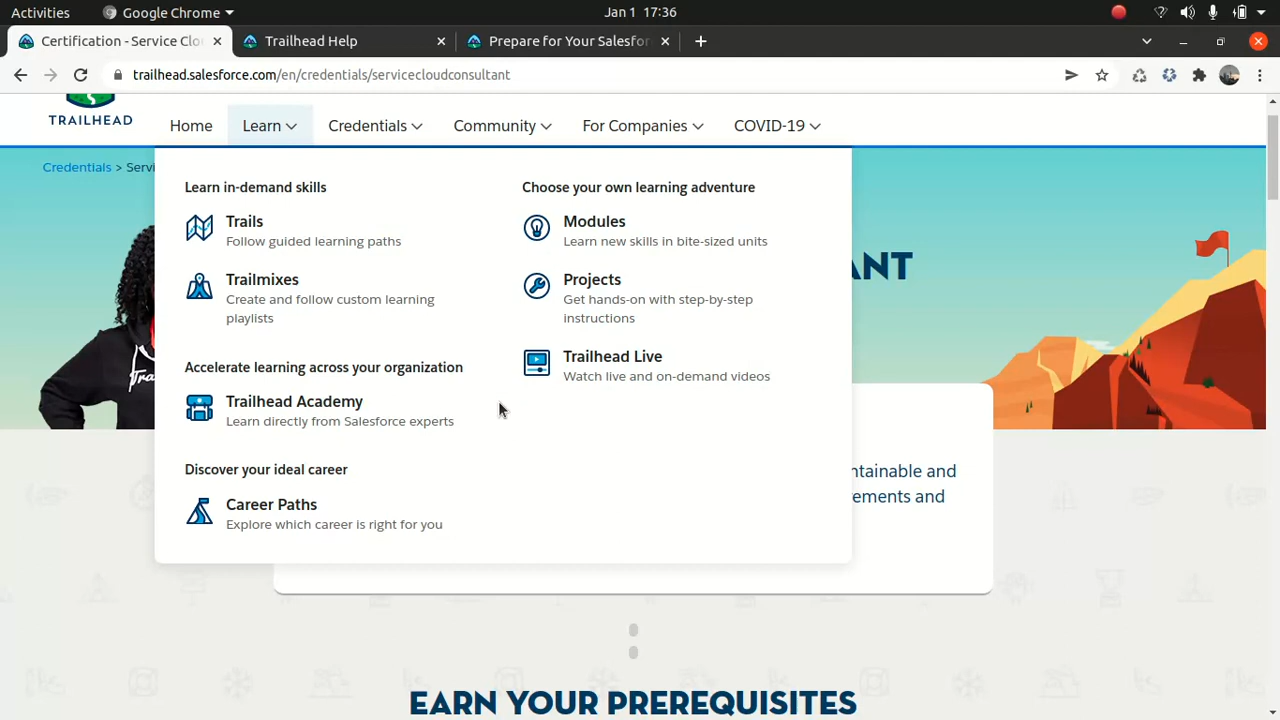 Activities
Google Chrome
Jan 1 17:36
Certification - Service Clo
Trailhead Help
Prepare for Your Salesfor
trailhead.salesforce.com/en/credentials/servicecloudconsultant
TRAILHEAD
Home
Learn
Credentials
Community
For Companies
COVID-19
Credentials > Servi
Learn in-demand skills
Trails
Follow guided learning paths
Trailmixes
Create and follow custom learning
playlists
Accelerate learning across your organization
Trailhead Academy
Learn directly from Salesforce experts
Discover your ideal career
Career Paths
Explore which career is right for you
Choose your own learning adventure
Modules
Learn new skills in bite-sized units
Projects
Get hands-on with step-by-step
instructions
Trailhead Live
Watch live and on-demand videos
ANT
Tra
ntainable and
ements and
EARN YOUR PREREQUISITES